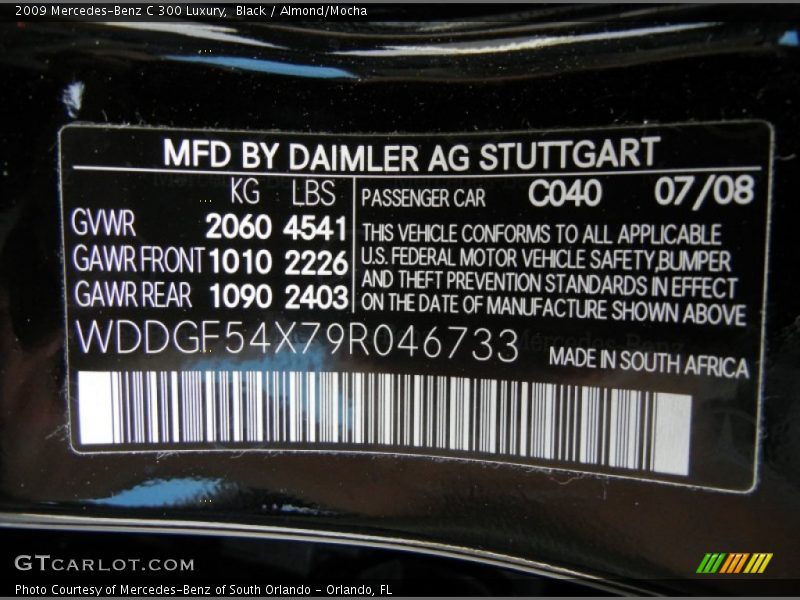 2009 Mercedes-Benz C 300 Luxury, Black / Almond/Mocha
MFD BY DAIMLER AG STUTTGART
KG LBS
GVWR 2060 4541
GAWR FRONT 1010 2226
GAWR REAR 1090 2403
PASSENGER CAR C040 07/08
THIS VEHICLE CONFORMS TO ALL APPLICABLE
U.S. FEDERAL MOTOR VEHICLE SAFETY,BUMPER
AND THEFT PREVENTION STANDARDS IN EFFECT
ON THE DATE OF MANUFACTURE SHOWN ABOVE
WDDGF54X79R046733
MADE IN SOUTH AFRICA
GTCARLOT.COM
Photo Courtesy of Mercedes-Benz of South Orlando - Orlando, FL